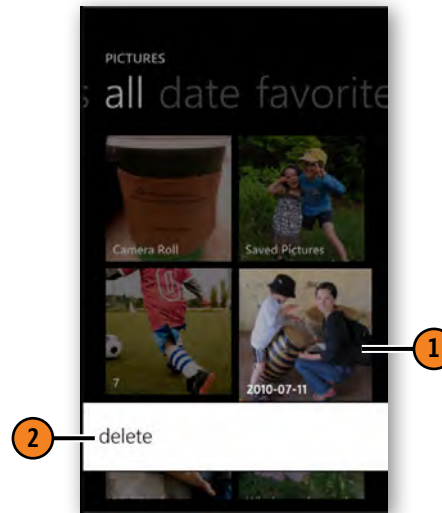 PICTURES
s all date favorite
Camera Roll
Saved Pictures
7
2010-07-11
1
2
delete